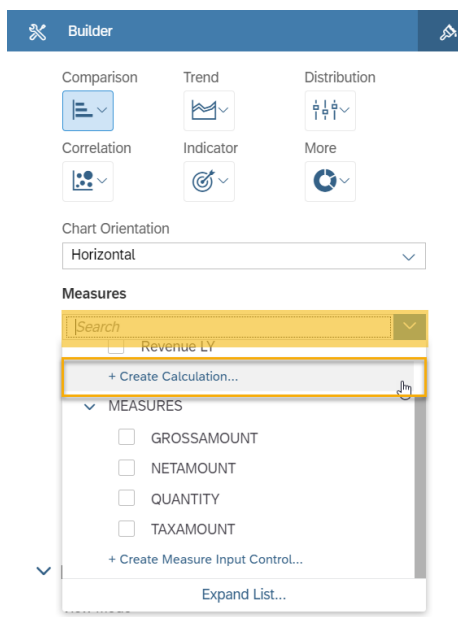 Builder
Comparison Trend Distribution
Correlation Indicator More
Chart Orientation
Horizontal
Measures
Search
Revenue LY
+ Create Calculation...
MEASURES
GROSSAMOUNT
NETAMOUNT
QUANTITY
TAXAMOUNT
+ Create Measure Input Control...
Expand List...